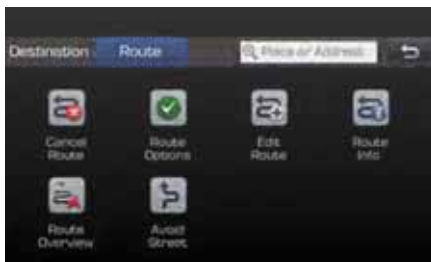 Destination
Route
Place or Address
Cancel
Route
Route
Options
Edit
Route
Route
Info
Route
Overview
Avoid
Street